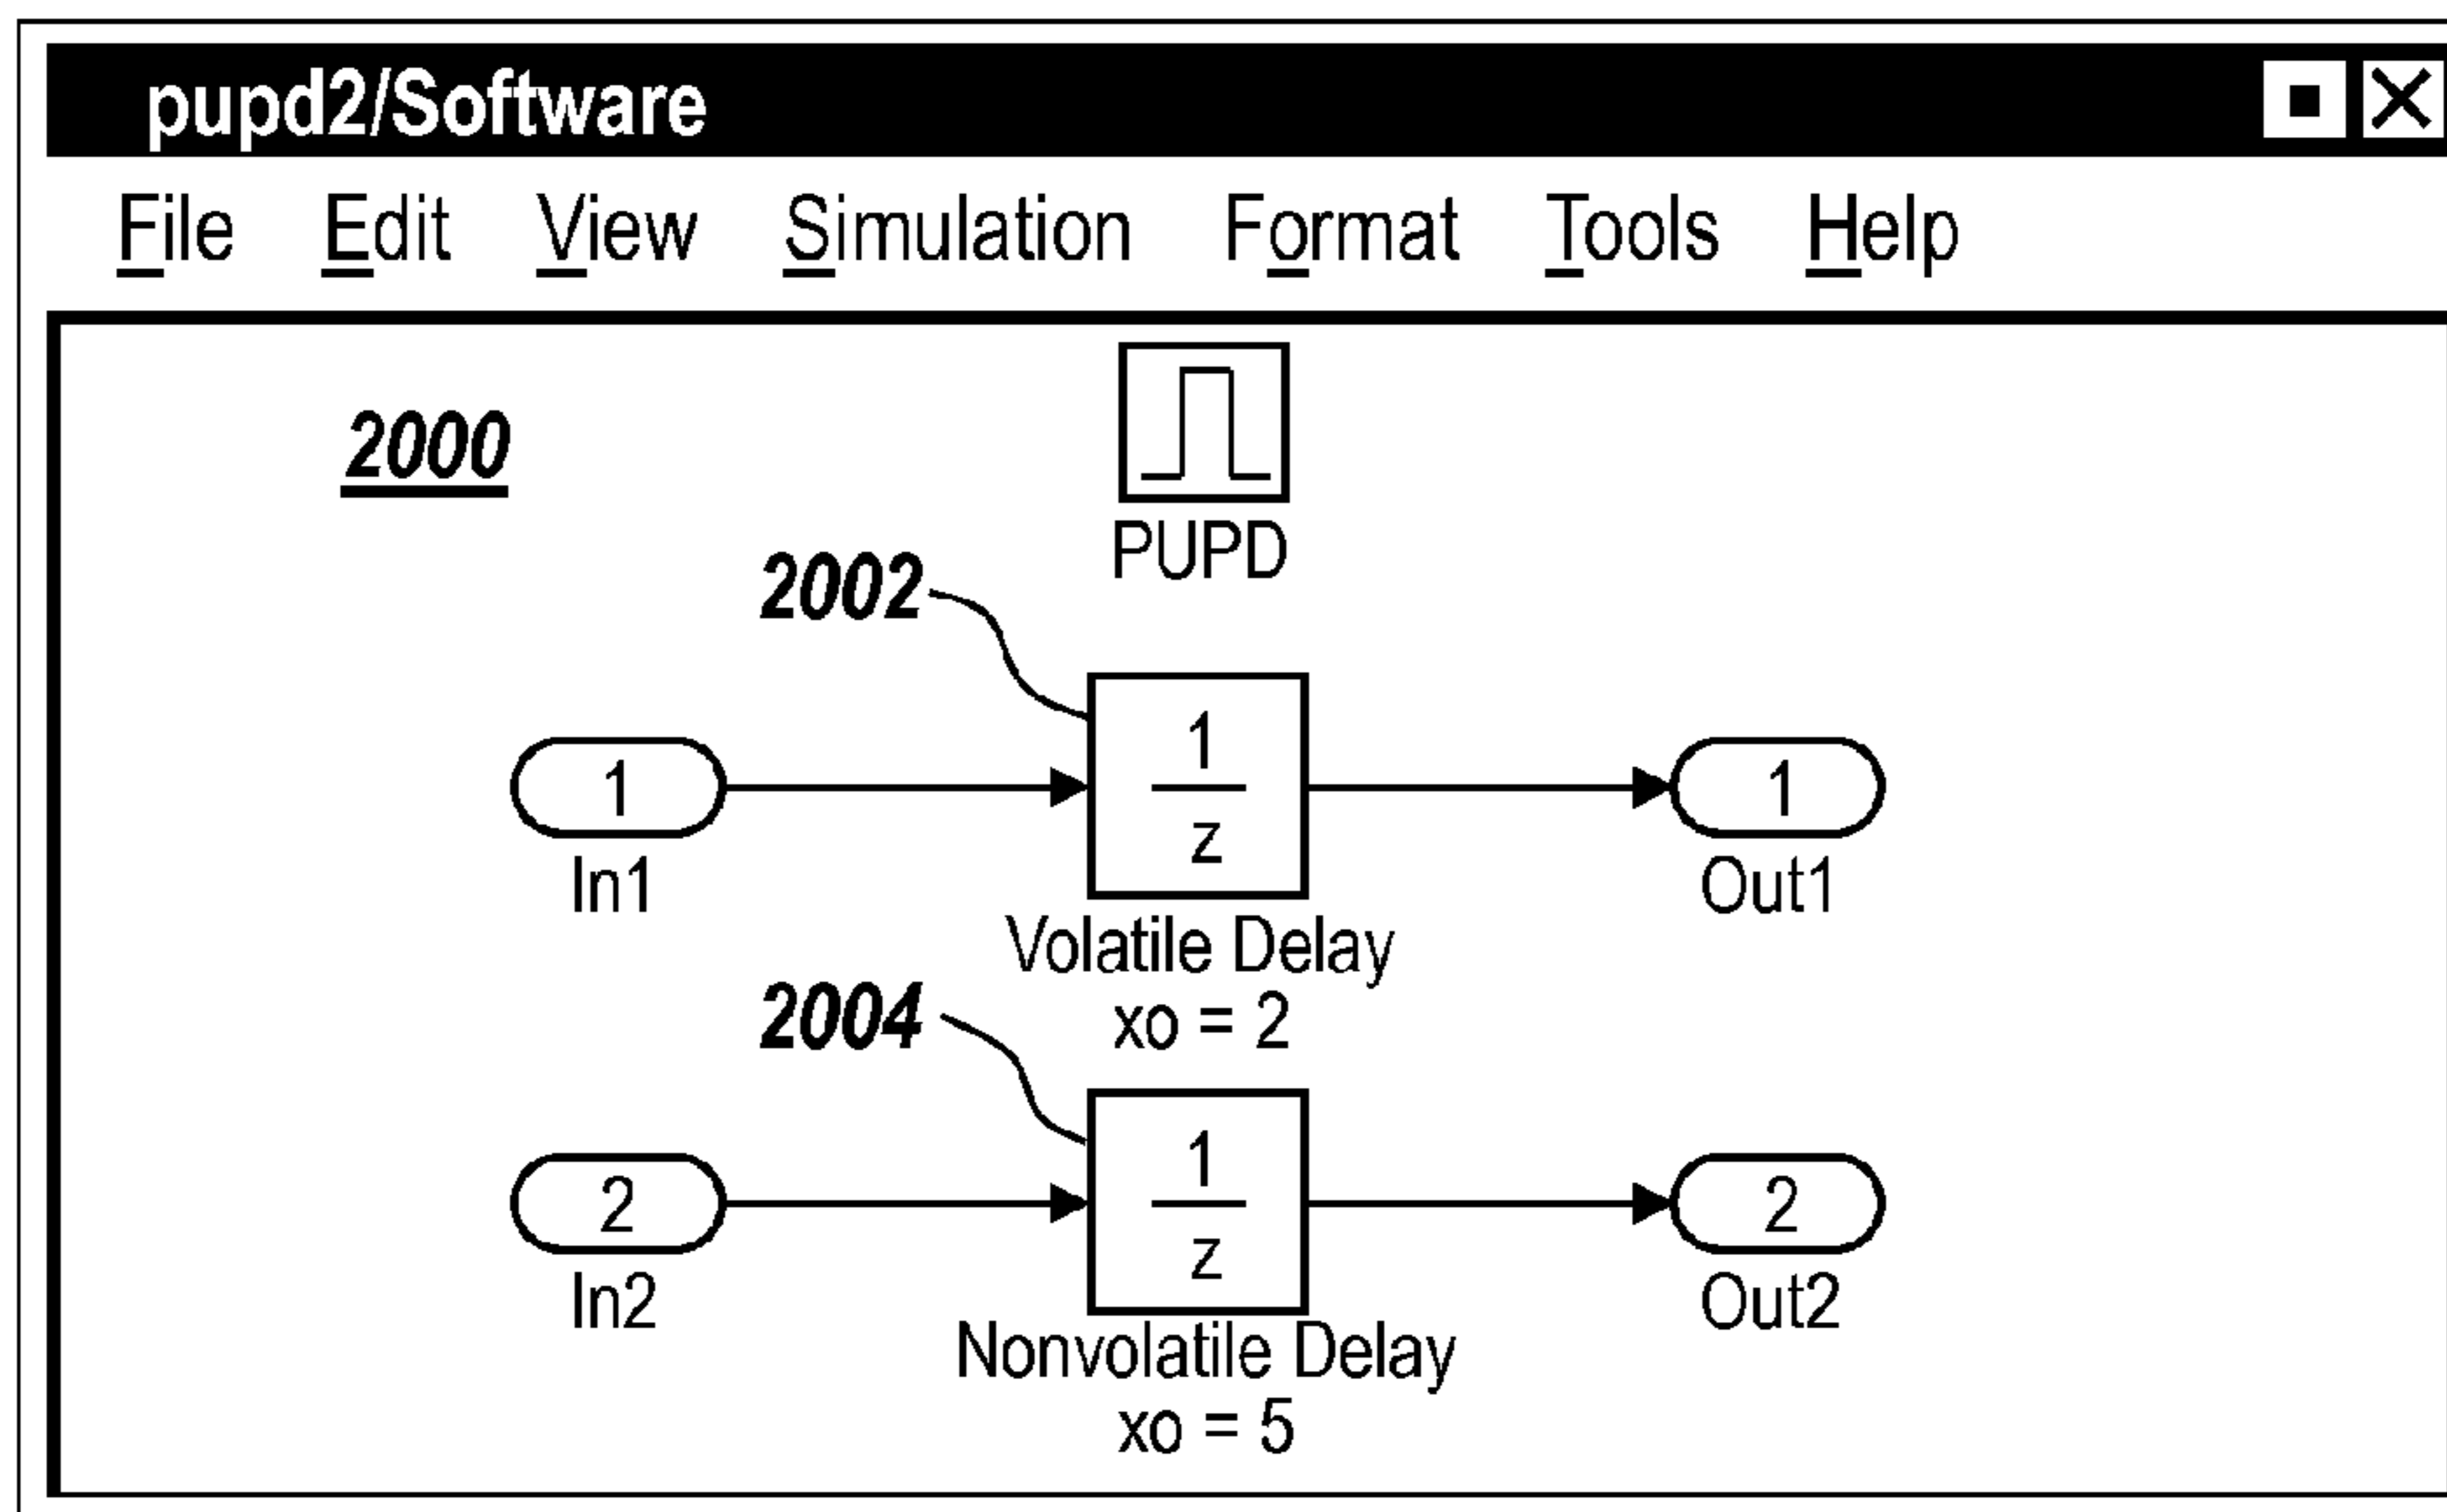 pupd2/Software
File Edit View Simulation Format Tools Help
2000
PUPD
2002
1
1
z
1
In1
Out1
Volatile Delay
xo = 2
2004
2
1
z
2
In2
Out2
Nonvolatile Delay
xo = 5